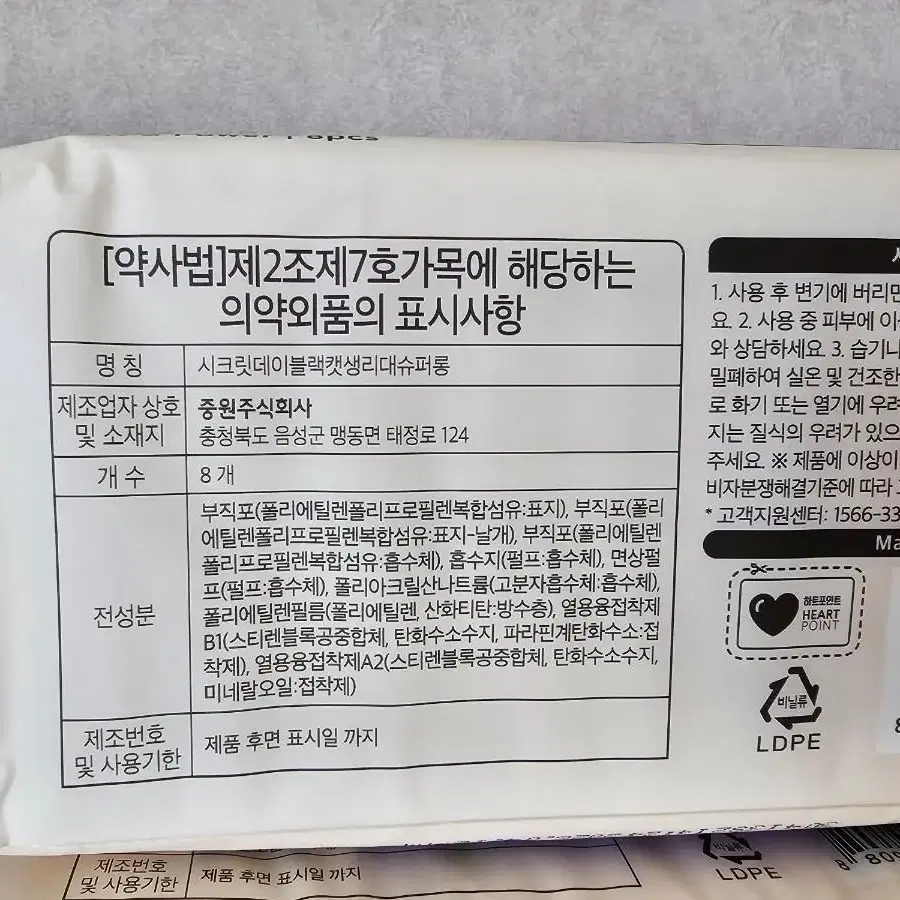 8pcs
[약사법]제2조제7호가목에 해당하는
의약외품의 표시사항
명 칭
시크릿데이블랙캣생리대슈퍼롱
제조업자 상호
및 소재지
중원주식회사
충청북도 음성군 맹동면 태정로 124
개 수
8 개
전성분
부직포(폴리에틸렌폴리프로필렌복합섬유:표지), 부직포(폴리
에틸렌폴리프로필렌복합섬유:표지-날개), 부직포(폴리에틸렌
폴리프로필렌복합섬유:흡수체), 흡수지(펄프:흡수체), 면상펄
프(펄프:흡수체), 폴리아크릴산나트륨(고분자흡수체:흡수체),
폴리에틸렌필름(폴리에틸렌, 산화티탄:방수층), 열용융접착제
B1(스티렌블록공중합체, 탄화수소수지, 파라핀계탄화수소:접
착제), 열용융접착제A2(스티렌블록공중합체, 탄화수소수지,
미네랄오일:접착제)
제조번호
및 사용기한
제품 후면 표시일 까지
1. 사용 후 변기에 버리면
요. 2. 사용 중 피부에 이
와 상담하세요. 3. 습기나
밀폐하여 실온 및 건조한
로 화기 또는 열기에 우려
지는 질식의 우려가 있으
주세요. ※ 제품에 이상이
비자분쟁해결기준에 따라
* 고객지원센터: 1566-33
Ma
하트포인트
HEART
POINT
비닐류
LDPE
제조번호
및 사용기한
제품 후면 표시일 까지
비닐류
LDPE
8 80